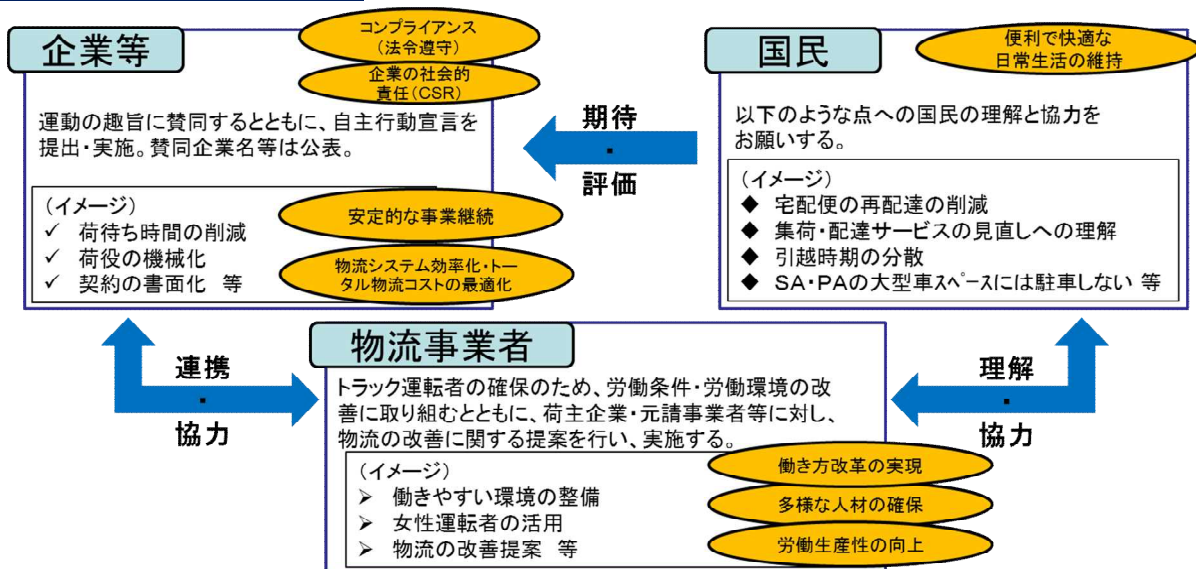 企業等
コンプライアンス
(法令遵守)
企業の社会的
責任(CSR)
運動の趣旨に賛同するとともに、自主行動宣言を
提出・実施。賛同企業名等は公表。
(イメージ)
✓ 荷待ち時間の削減
✓ 荷役の機械化
✓ 契約の書面化 等
安定的な事業継続
物流システム効率化・トー
タル物流コストの最適化
期待
・
評価
国民
便利で快適な
日常生活の維持
以下のような点への国民の理解と協力を
お願いする。
(イメージ)
◆ 宅配便の再配達の削減
◆ 集荷・配達サービスの見直しへの理解
◆ 引越時期の分散
◆ SA・PAの大型車スペースには駐車しない 等
連携
・
協力
物流事業者
トラック運転者の確保のため、労働条件・労働環境の改
善に取り組むとともに、荷主企業・元請事業者等に対し、
物流の改善に関する提案を行い、実施する。
(イメージ)
➢ 働きやすい環境の整備
➢ 女性運転者の活用
➢ 物流の改善提案 等
働き方改革の実現
多様な人材の確保
労働生産性の向上
理解
・
協力